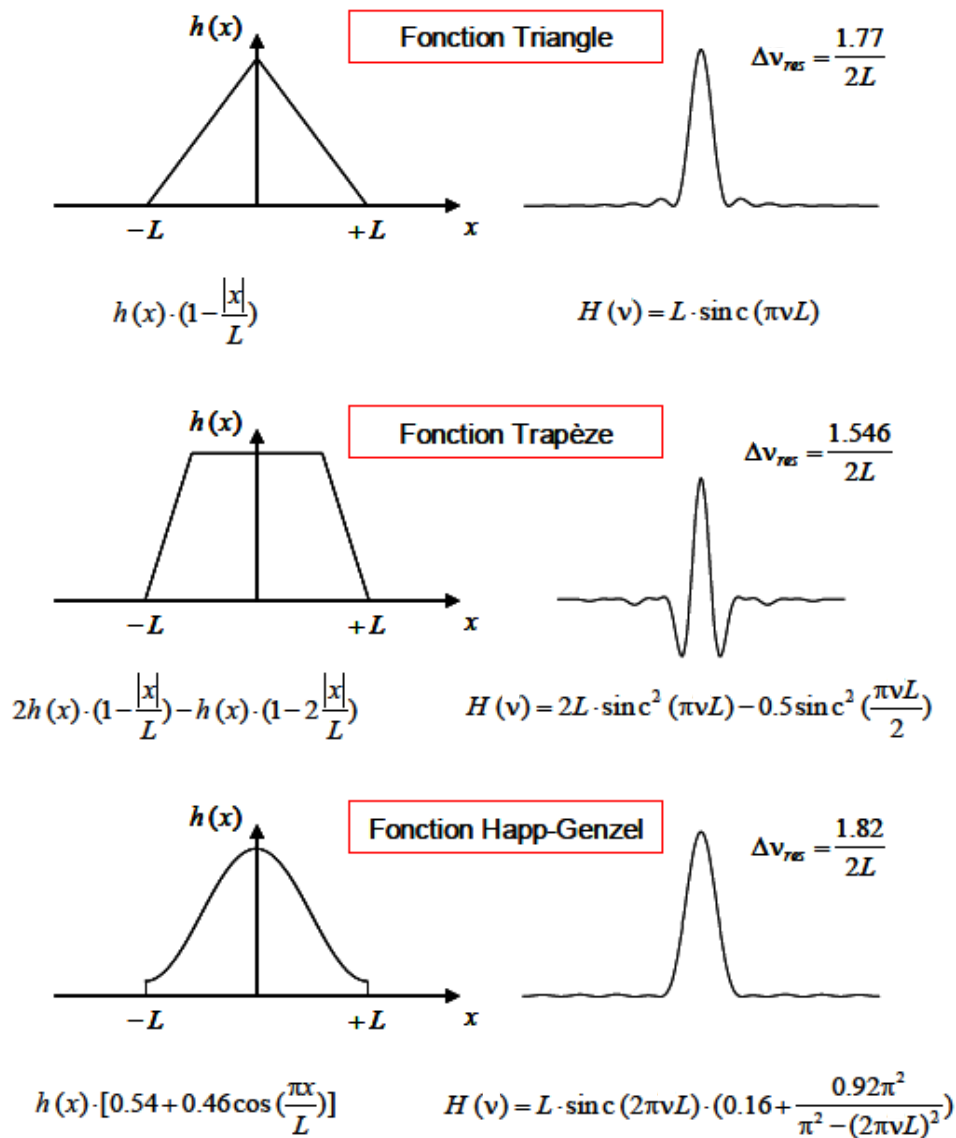 h(x)
Fonction Triangle
Δν_res = 1.77 / 2L
−L +L x
h(x)·(1−|x|/L)
H(ν) = L·sinc(πνL)
h(x)
Fonction Trapèze
Δν_res = 1.546 / 2L
−L +L x
2h(x)·(1−|x|/L)−h(x)·(1−2|x|/L)
H(ν) = 2L·sinc²(πνL)−0.5sinc²(πνL/2)
h(x)
Fonction Happ-Genzel
Δν_res = 1.82 / 2L
−L +L x
h(x)·[0.54+0.46cos(πx/L)]
H(ν) = L·sinc(2πνL)·(0.16+0.92π²/π²−(2πνL)²)